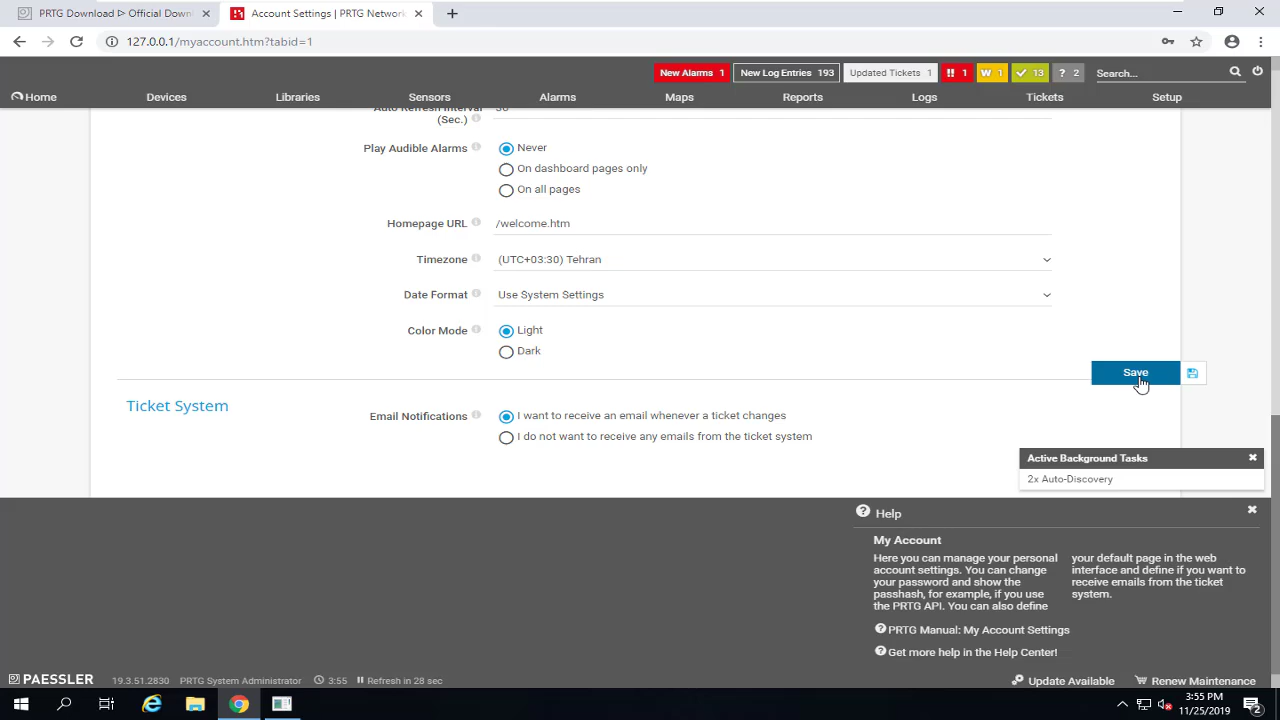 PRTG Download ᐅ Official Down
Account Settings | PRTG Network
127.0.0.1/myaccount.htm?tabid=1
New Alarms 1
New Log Entries 193
Updated Tickets 1
!! 1
W 1
13
? 2
Search...
Home
Devices
Libraries
Sensors
Alarms
Maps
Reports
Logs
Tickets
Setup
Auto Refresh Interval
(Sec.)
30
Play Audible Alarms
Never
On dashboard pages only
On all pages
Homepage URL
/welcome.htm
Timezone
(UTC+03:30) Tehran
Date Format
Use System Settings
Color Mode
Light
Dark
Save
Ticket System
Email Notifications
I want to receive an email whenever a ticket changes
I do not want to receive any emails from the ticket system
Active Background Tasks
2x Auto-Discovery
Help
My Account
Here you can manage your personal
account settings. You can change
your password and show the
passhash, for example, if you use
the PRTG API. You can also define
your default page in the web
interface and define if you want to
receive emails from the ticket
system.
PRTG Manual: My Account Settings
Get more help in the Help Center!
PAESSLER
19.3.51.2830
PRTG System Administrator
3:55
Refresh in 28 sec
Update Available
Renew Maintenance
3:55 PM
11/25/2019
2